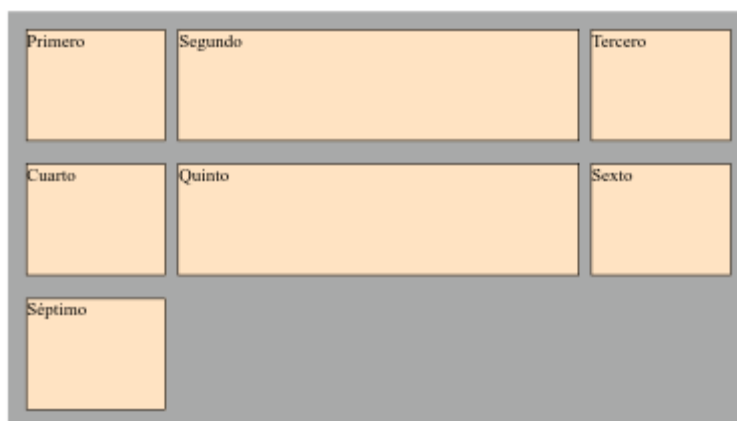 Primero
Segundo
Tercero
Cuarto
Quinto
Sexto
Séptimo